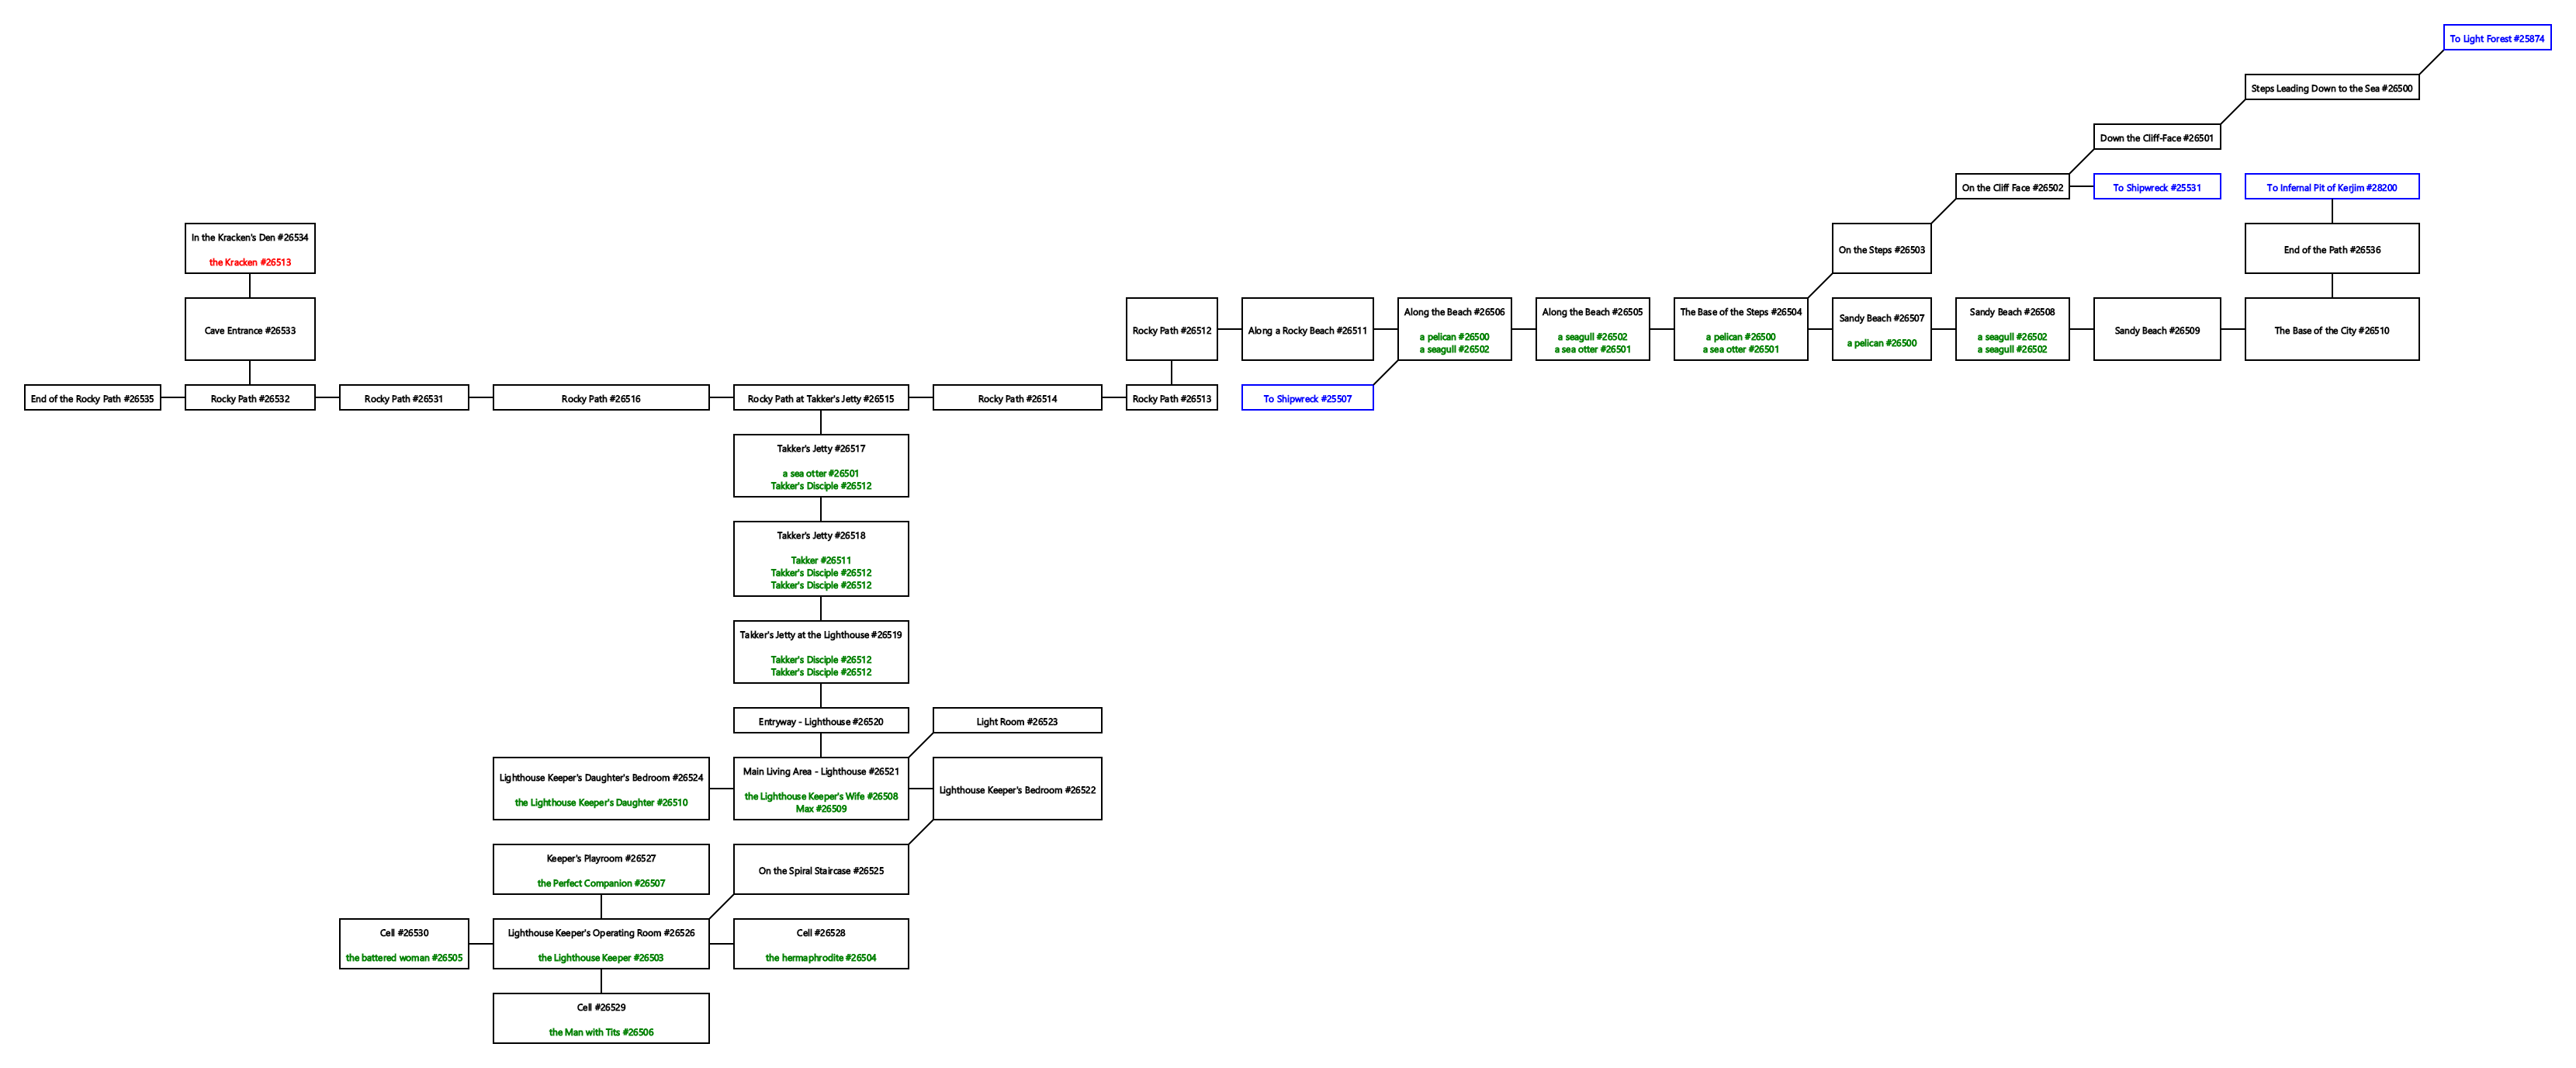 To Light Forest #25874
Steps Leading Down to the Sea #26500
Down the Cliff-Face #26501
On the Cliff Face #26502
To Shipwreck #25531
To Infernal Pit of Kerjim #28200
In the Kracken's Den #26534
the Kracken #26513
On the Steps #26503
End of the Path #26536
Cave Entrance #26533
Rocky Path #26512
Along a Rocky Beach #26511
Along the Beach #26506
a pelican #26500
a seagull #26502
Along the Beach #26505
a seagull #26502
a sea otter #26501
The Base of the Steps #26504
a pelican #26500
a sea otter #26501
Sandy Beach #26507
a pelican #26500
Sandy Beach #26508
a seagull #26502
a seagull #26502
Sandy Beach #26509
The Base of the City #26510
End of the Rocky Path #26535
Rocky Path #26532
Rocky Path #26531
Rocky Path #26516
Rocky Path at Takker's Jetty #26515
Rocky Path #26514
Rocky Path #26513
To Shipwreck #25507
Takker's Jetty #26517
a sea otter #26501
Takker's Disciple #26512
Takker's Jetty #26518
Takker #26511
Takker's Disciple #26512
Takker's Disciple #26512
Takker's Jetty at the Lighthouse #26519
Takker's Disciple #26512
Takker's Disciple #26512
Entryway - Lighthouse #26520
Light Room #26523
Lighthouse Keeper's Daughter's Bedroom #26524
the Lighthouse Keeper's Daughter #26510
Main Living Area - Lighthouse #26521
the Lighthouse Keeper's Wife #26508
Max #26509
Lighthouse Keeper's Bedroom #26522
Keeper's Playroom #26527
the Perfect Companion #26507
On the Spiral Staircase #26525
Cell #26530
the battered woman #26505
Lighthouse Keeper's Operating Room #26526
the Lighthouse Keeper #26503
Cell #26528
the hermaphrodite #26504
Cell #26529
the Man with Tits #26506